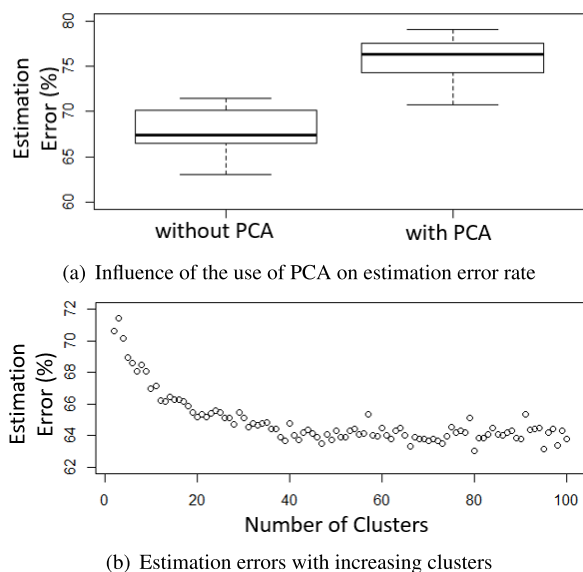 80
75
70
65
60
Estimation
Error (%)
without PCA
with PCA
(a) Influence of the use of PCA on estimation error rate
72
70
68
66
64
62
Estimation
Error (%)
0 20 40 60 80 100
Number of Clusters
(b) Estimation errors with increasing clusters